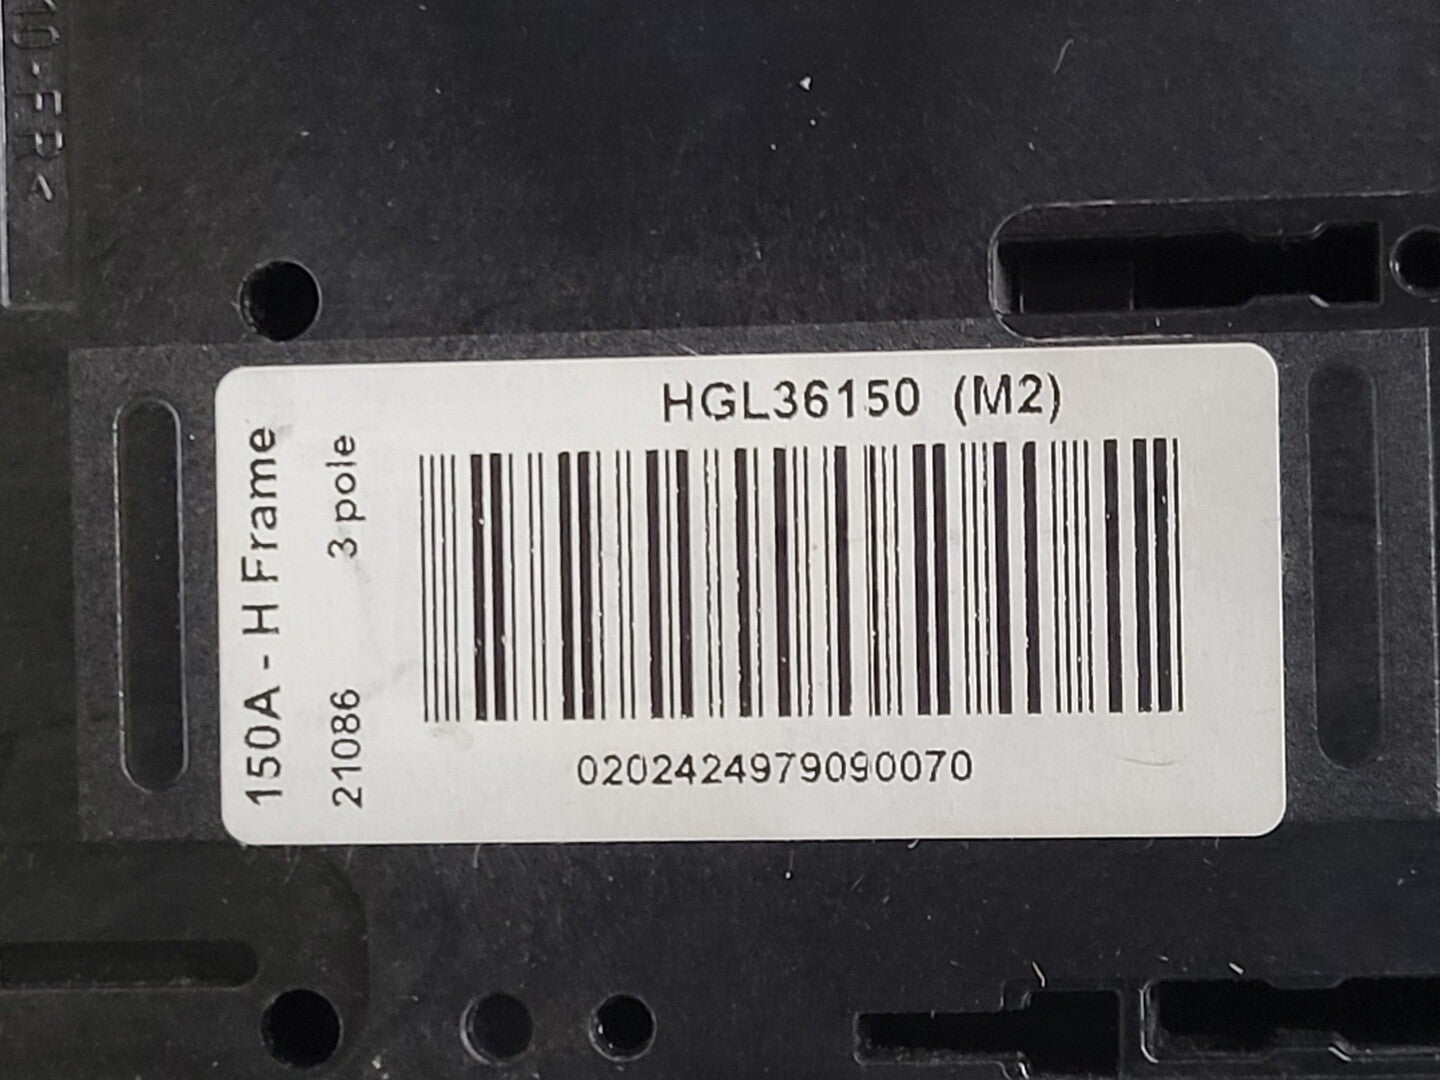 HGL36150 (M2)
150A - H Frame
21086 3 pole
0202424979090070